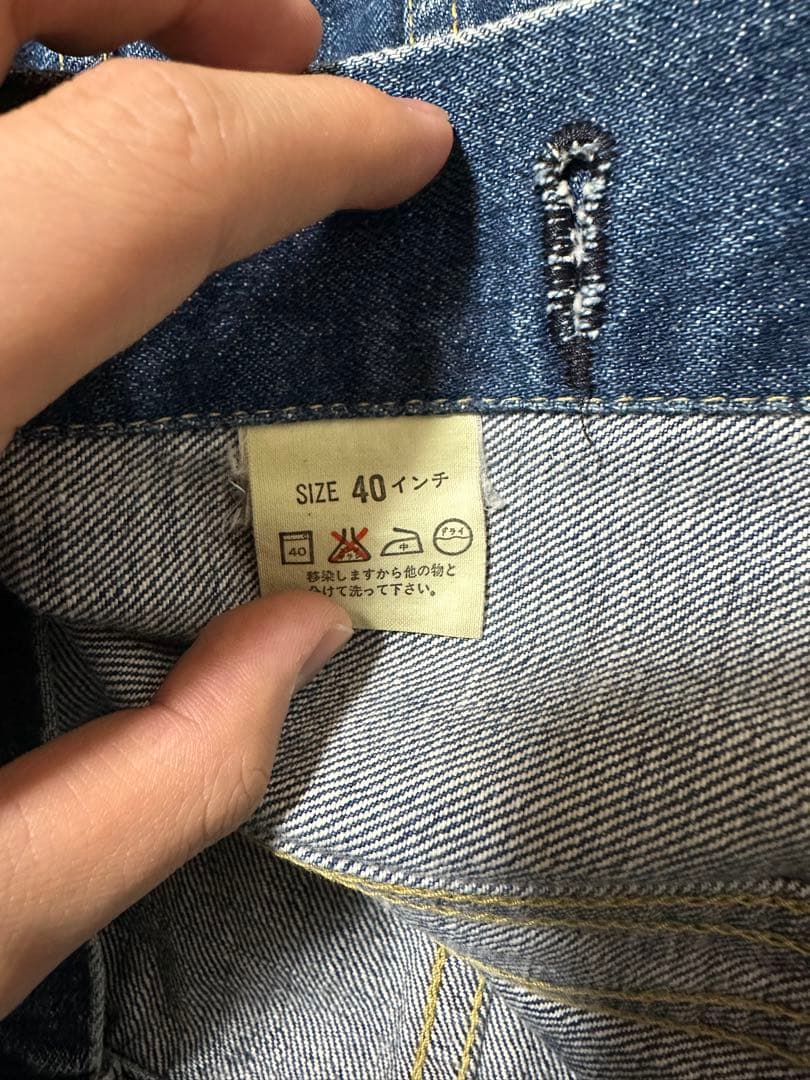 SIZE 40インチ
40 中 ドライ
移染しますから他の物と
分けて洗って下さい。